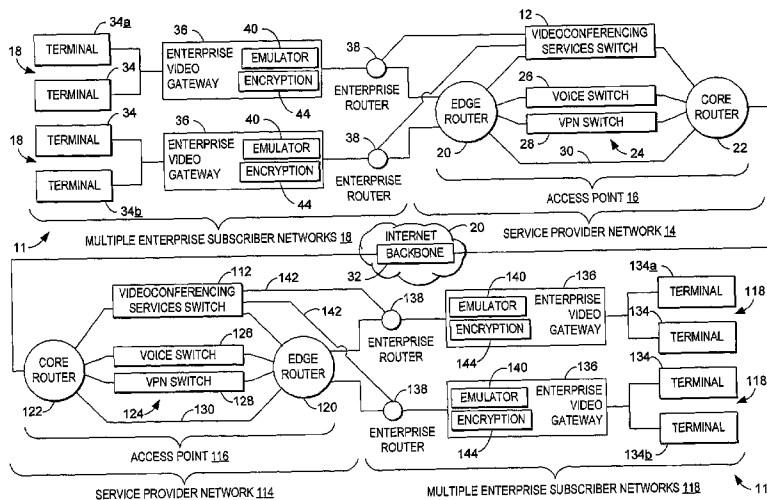 34a
TERMINAL
18
34
TERMINAL
34
TERMINAL
18
TERMINAL
34b
36
40
ENTERPRISE
VIDEO
GATEWAY
EMULATOR
ENCRYPTION
44
36
40
ENTERPRISE
VIDEO
GATEWAY
EMULATOR
ENCRYPTION
44
38
ENTERPRISE
ROUTER
38
ENTERPRISE
ROUTER
12
VIDEOCONFERENCING
SERVICES SWITCH
26
VOICE SWITCH
VPN SWITCH
28
24
30
EDGE
ROUTER
20
CORE
ROUTER
22
ACCESS POINT 16
SERVICE PROVIDER NETWORK 14
11
MULTIPLE ENTERPRISE SUBSCRIBER NETWORKS 18
INTERNET
20
BACKBONE
32
112
VIDEOCONFERENCING
SERVICES SWITCH
142
142
126
VOICE SWITCH
VPN SWITCH
124
128
130
CORE
ROUTER
122
EDGE
ROUTER
120
ACCESS POINT 116
SERVICE PROVIDER NETWORK 114
138
ENTERPRISE
ROUTER
138
ENTERPRISE
ROUTER
140
136
EMULATOR
ENCRYPTION
ENTERPRISE
VIDEO
GATEWAY
144
140
136
EMULATOR
ENCRYPTION
ENTERPRISE
VIDEO
GATEWAY
144
134a
TERMINAL
118
134
TERMINAL
134
TERMINAL
118
TERMINAL
134b
MULTIPLE ENTERPRISE SUBSCRIBER NETWORKS 118
11